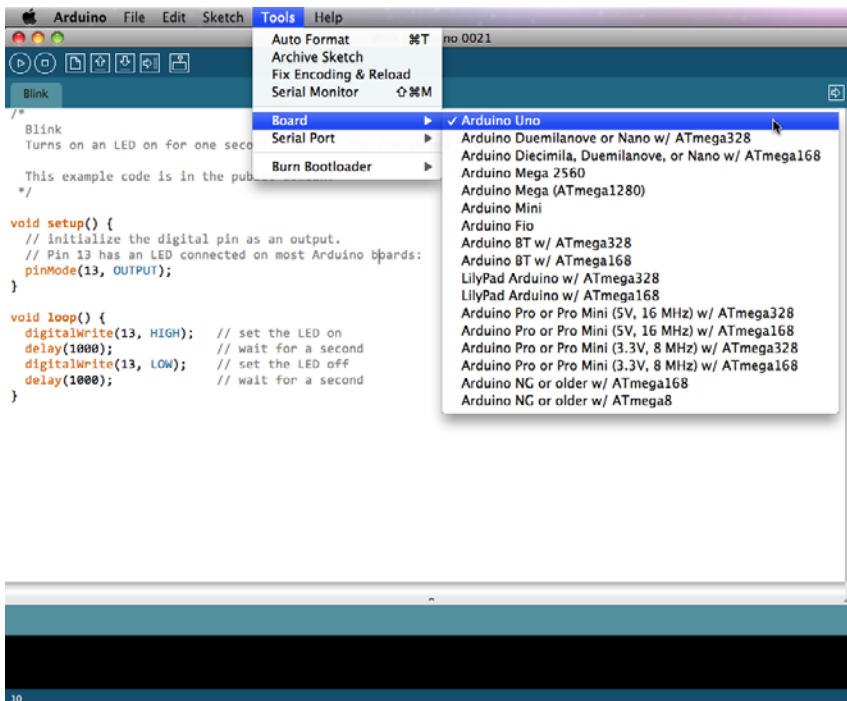 Arduino File Edit Sketch Tools Help
no 0021
Auto Format ⌘T
Archive Sketch
Fix Encoding & Reload
Serial Monitor ⇧⌘M
Board
Serial Port
Burn Bootloader
✓ Arduino Uno
Arduino Duemilanove or Nano w/ ATmega328
Arduino Diecimila, Duemilanove, or Nano w/ ATmega168
Arduino Mega 2560
Arduino Mega (ATmega1280)
Arduino Mini
Arduino Fio
Arduino BT w/ ATmega328
Arduino BT w/ ATmega168
LilyPad Arduino w/ ATmega328
LilyPad Arduino w/ ATmega168
Arduino Pro or Pro Mini (5V, 16 MHz) w/ ATmega328
Arduino Pro or Pro Mini (5V, 16 MHz) w/ ATmega168
Arduino Pro or Pro Mini (3.3V, 8 MHz) w/ ATmega328
Arduino Pro or Pro Mini (3.3V, 8 MHz) w/ ATmega168
Arduino NG or older w/ ATmega168
Arduino NG or older w/ ATmega8
Blink
/*
Blink
Turns on an LED on for one seco
This example code is in the pub
*/
void setup() {
// initialize the digital pin as an output.
// Pin 13 has an LED connected on most Arduino boards:
pinMode(13, OUTPUT);
}
void loop() {
digitalWrite(13, HIGH); // set the LED on
delay(1000); // wait for a second
digitalWrite(13, LOW); // set the LED off
delay(1000); // wait for a second
}
10